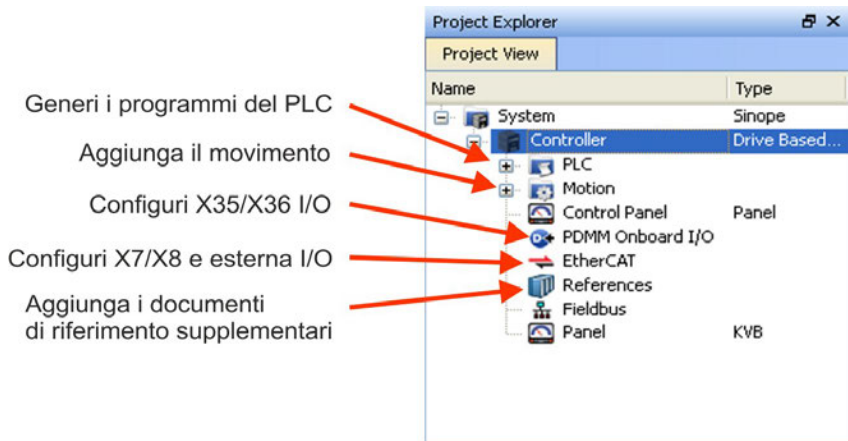 Project Explorer
Project View
Name Type
System Sinope
Controller Drive Based...
Generi i programmi del PLC
PLC
Aggiunga il movimento
Motion
Control Panel Panel
Configuri X35/X36 I/O
PDMM Onboard I/O
Configuri X7/X8 e esterna I/O
EtherCAT
References
Aggiunga i documenti
di riferimento supplementari
Fieldbus
Panel KVB